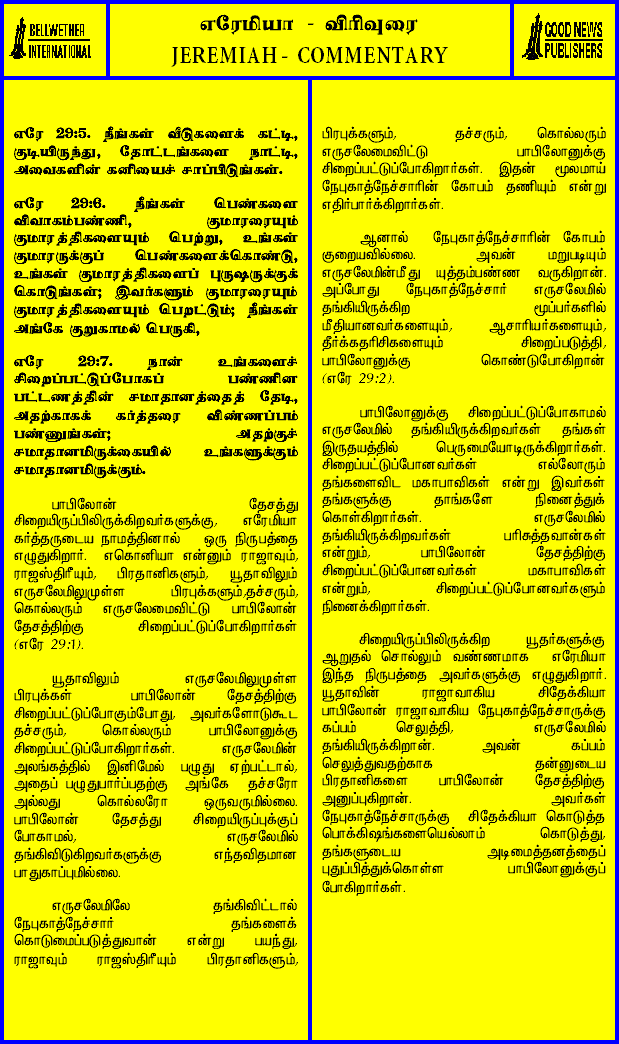 BELLWETHER
INTERNATIONAL
எரேமியா - விரிவுரை
JEREMIAH - COMMENTARY
GOOD NEWS
PUBLISHERS
எரே 29:5. நீங்கள் வீடுகளைக் கட்டி,
குடியிருந்து, தோட்டங்களை நாட்டி,
அவைகளின் கனியைச் சாப்பிடுங்கள்.
எரே 29:6. நீங்கள் பெண்களை
விவாகம்பண்ணி, குமாரரையும்
குமாரத்திகளையும் பெற்று, உங்கள்
குமாரருக்குப் பெண்களைக்கொண்டு,
உங்கள் குமாரத்திகளைப் புருஷருக்குக்
கொடுங்கள்; இவர்களும் குமாரரையும்
குமாரத்திகளையும் பெறட்டும்; நீங்கள்
அங்கே குறுகாமல் பெருகி,
எரே 29:7. நான் உங்களைச்
சிறைப்பட்டுப்போகப் பண்ணின
பட்டணத்தின் சமாதானத்தைத் தேடி,
அதற்காகக் கர்த்தரை விண்ணப்பம்
பண்ணுங்கள்; அதற்குச்
சமாதானமிருக்கையில் உங்களுக்கும்
சமாதானமிருக்கும்.
பாபிலோன் தேசத்து
சிறையிருப்பிலிருக்கிறவர்களுக்கு, எரேமியா
கர்த்தருடைய நாமத்தினால் ஒரு நிருபத்தை
எழுதுகிறார். எகொனியா என்னும் ராஜாவும்,
ராஜஸ்திரீயும், பிரதானிகளும், யூதாவிலும்
எருசலேமிலுமுள்ள பிரபுக்களும்,தச்சரும்,
கொல்லரும் எருசலேமைவிட்டு பாபிலோன்
தேசத்திற்கு சிறைப்பட்டுப்போகிறார்கள்
(எரே 29:1).
யூதாவிலும் எருசலேமிலுமுள்ள
பிரபுக்கள் பாபிலோன் தேசத்திற்கு
சிறைப்பட்டுப்போகும்போது, அவர்களோடுகூட
தச்சரும், கொல்லரும் பாபிலோனுக்கு
சிறைப்பட்டுப்போகிறார்கள். எருசலேமின்
அலங்கத்தில் இனிமேல் பழுது ஏற்பட்டால்,
அதைப் பழுதுபார்ப்பதற்கு அங்கே தச்சரோ
அல்லது கொல்லரோ ஒருவருமில்லை.
பாபிலோன் தேசத்து சிறையிருப்புக்குப்
போகாமல், எருசலேமில்
தங்கிவிடுகிறவர்களுக்கு எந்தவிதமான
பாதுகாப்புமில்லை.
எருசலேமிலே தங்கிவிட்டால்
நேபுகாத்நேச்சார் தங்களைக்
கொடுமைப்படுத்துவான் என்று பயந்து,
ராஜாவும் ராஜஸ்திரீயும் பிரதானிகளும்,
பிரபுக்களும், தச்சரும், கொல்லரும்
எருசலேமைவிட்டு பாபிலோனுக்கு
சிறைப்பட்டுப்போகிறார்கள். இதன் மூலமாய்
நேபுகாத்நேச்சாரின் கோபம் தணியும் என்று
எதிர்பார்க்கிறார்கள்.
ஆனால் நேபுகாத்நேச்சாரின் கோபம்
குறையவில்லை. அவன் மறுபடியும்
எருசலேமின்மீது யுத்தம்பண்ண வருகிறான்.
அப்போது நேபுகாத்நேச்சார் எருசலேமில்
தங்கியிருக்கிற மூப்பர்களில்
மீதியானவர்களையும், ஆசாரியர்களையும்,
தீர்க்கதரிசிகளையும் சிறைப்படுத்தி,
பாபிலோனுக்கு கொண்டுபோகிறான்
(எரே 29:2).
பாபிலோனுக்கு சிறைப்பட்டுப்போகாமல்
எருசலேமில் தங்கியிருக்கிறவர்கள் தங்கள்
இருதயத்தில் பெருமையோடிருக்கிறார்கள்.
சிறைப்பட்டுப்போனவர்கள் எல்லோரும்
தங்களைவிட மகாபாவிகள் என்று இவர்கள்
தங்களுக்கு தாங்களே நினைத்துக்
கொள்கிறார்கள். எருசலேமில்
தங்கியிருக்கிறவர்கள் பரிசுத்தவான்கள்
என்றும், பாபிலோன் தேசத்திற்கு
சிறைப்பட்டுப்போனவர்கள் மகாபாவிகள்
என்றும், சிறைப்பட்டுப்போனவர்களும்
நினைக்கிறார்கள்.
சிறையிருப்பிலிருக்கிற யூதர்களுக்கு
ஆறுதல் சொல்லும் வண்ணமாக எரேமியா
இந்த நிருபத்தை அவர்களுக்கு எழுதுகிறார்.
யூதாவின் ராஜாவாகிய சிதேக்கியா
பாபிலோன் ராஜாவாகிய நேபுகாத்நேச்சாருக்கு
கப்பம் செலுத்தி, எருசலேமில்
தங்கியிருக்கிறான். அவன் கப்பம்
செலுத்துவதற்காக தன்னுடைய
பிரதானிகளை பாபிலோன் தேசத்திற்கு
அனுப்புகிறான். அவர்கள்
நேபுகாத்நேச்சாருக்கு சிதேக்கியா கொடுத்த
பொக்கிஷங்களையெல்லாம் கொடுத்து,
தங்களுடைய அடிமைத்தனத்தைப்
புதுப்பித்துக்கொள்ள பாபிலோனுக்குப்
போகிறார்கள்.